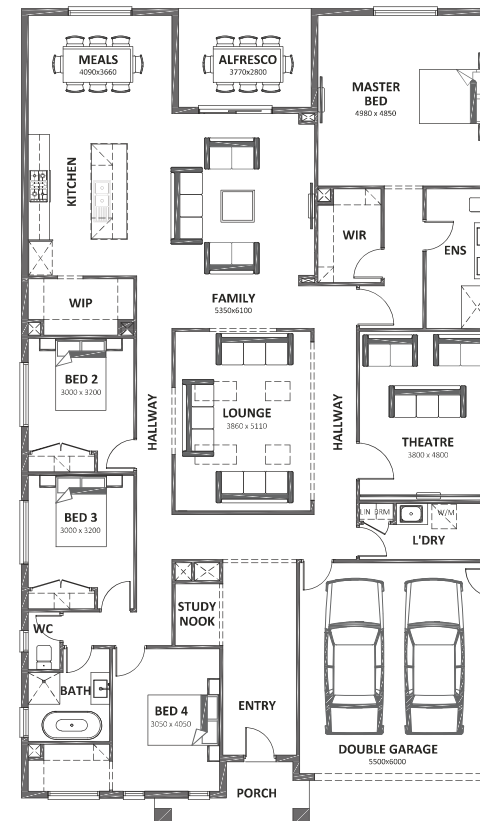 MEALS
4090x3660
ALFRESCO
3770x2800
MASTER
BED
4980 x 4850
KITCHEN
WIR
ENS
WIP
FAMILY
5350x6100
BED 2
3000 x 3200
HALLWAY
LOUNGE
3860 x 5110
HALLWAY
THEATRE
3800 x 4800
LIN
BRM
W/M
L'DRY
BED 3
3000 x 3200
STUDY
NOOK
WC
BATH
BED 4
3050 x 4050
ENTRY
DOUBLE GARAGE
5500x6000
PORCH